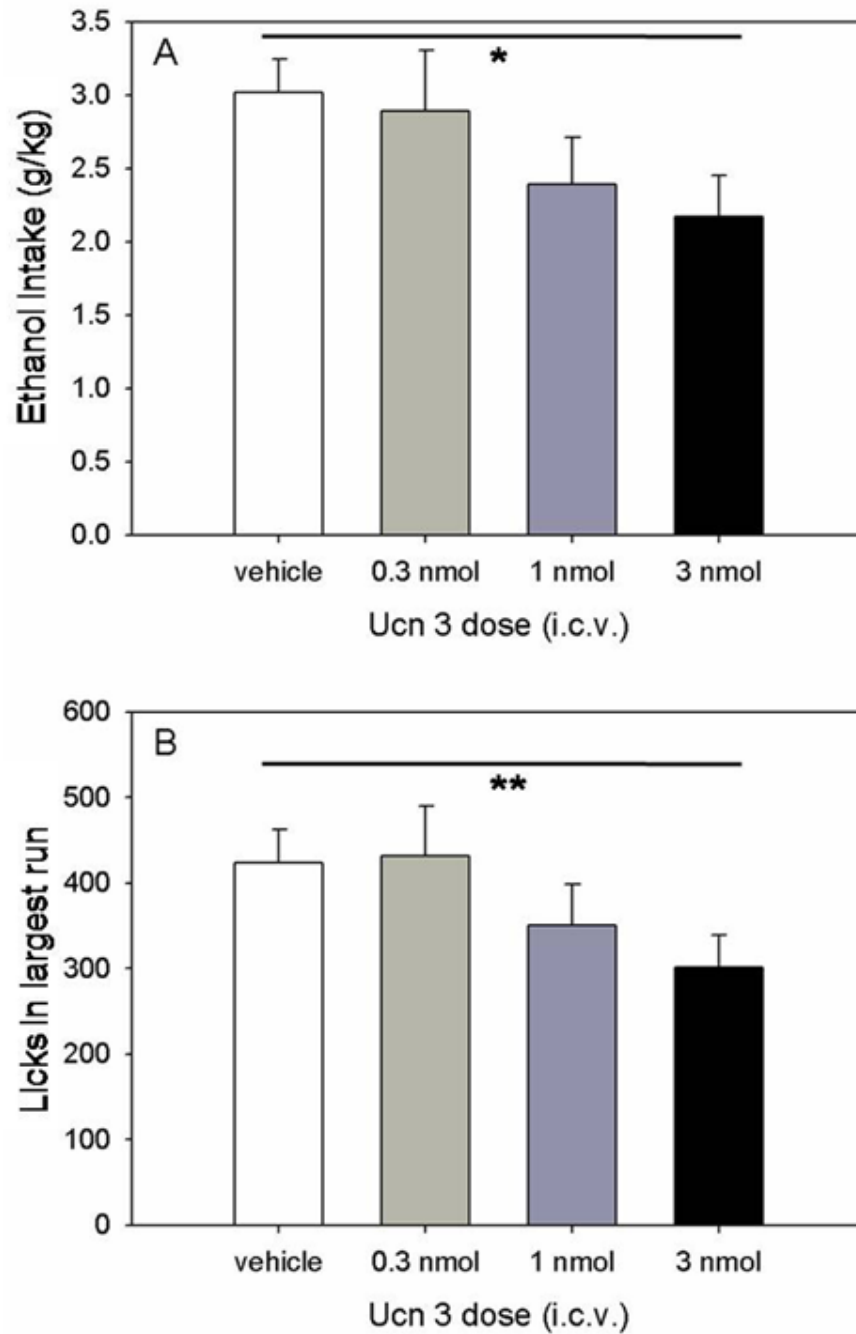 A
*
3.5
3.0
2.5
2.0
1.5
1.0
0.5
0.0
Ethanol Intake (g/kg)
vehicle 0.3 nmol 1 nmol 3 nmol
Ucn 3 dose (i.c.v.)
B
**
600
500
400
300
200
100
0
Licks in largest run
vehicle 0.3 nmol 1 nmol 3 nmol
Ucn 3 dose (i.c.v.)